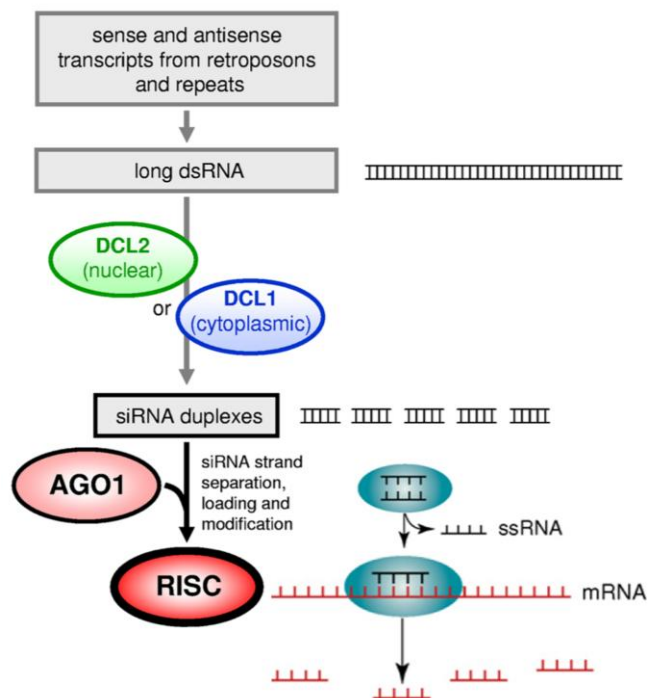 sense and antisense
transcripts from retroposons
and repeats
long dsRNA
DCL2
(nuclear)
or
DCL1
(cytoplasmic)
siRNA duplexes
AGO1
siRNA strand
separation,
loading and
modification
ssRNA
RISC
mRNA